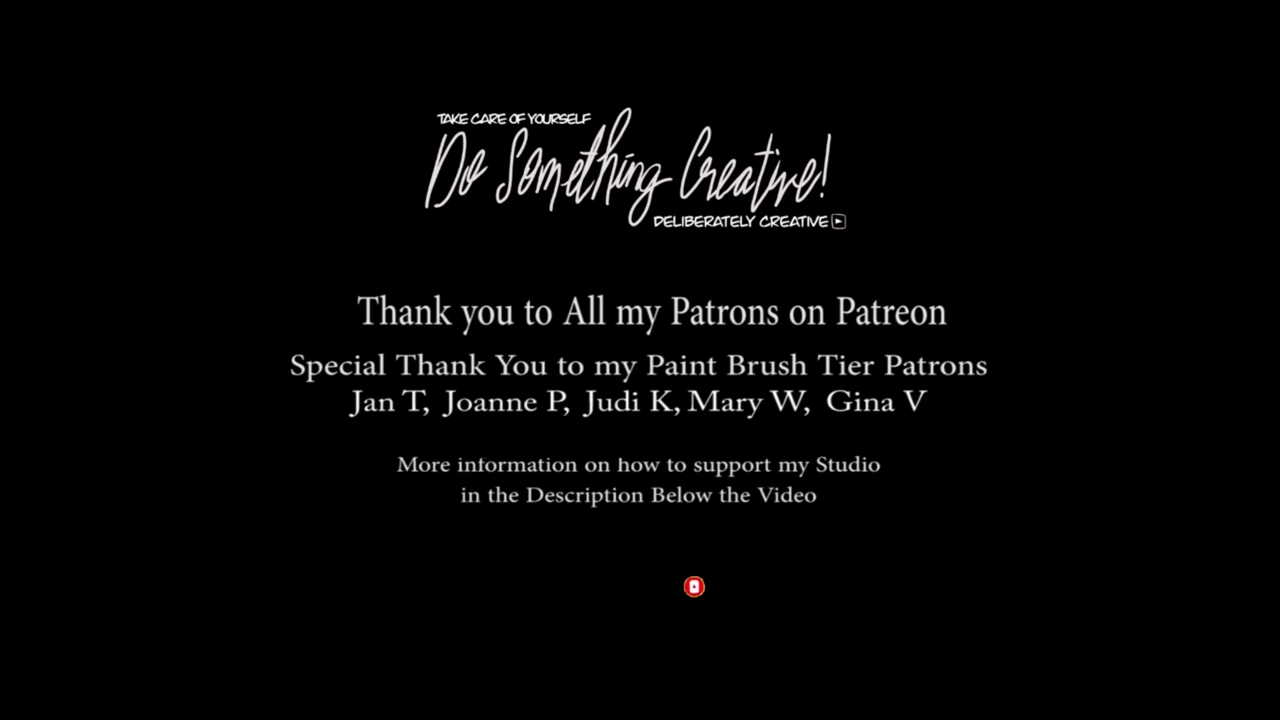 TAKE CARE OF YOURSELF
Do Something Creative!
DELIBERATELY CREATIVE
Thank you to All my Patrons on Patreon
Special Thank You to my Paint Brush Tier Patrons
Jan T, Joanne P, Judi K, Mary W, Gina V
More information on how to support my Studio
in the Description Below the Video